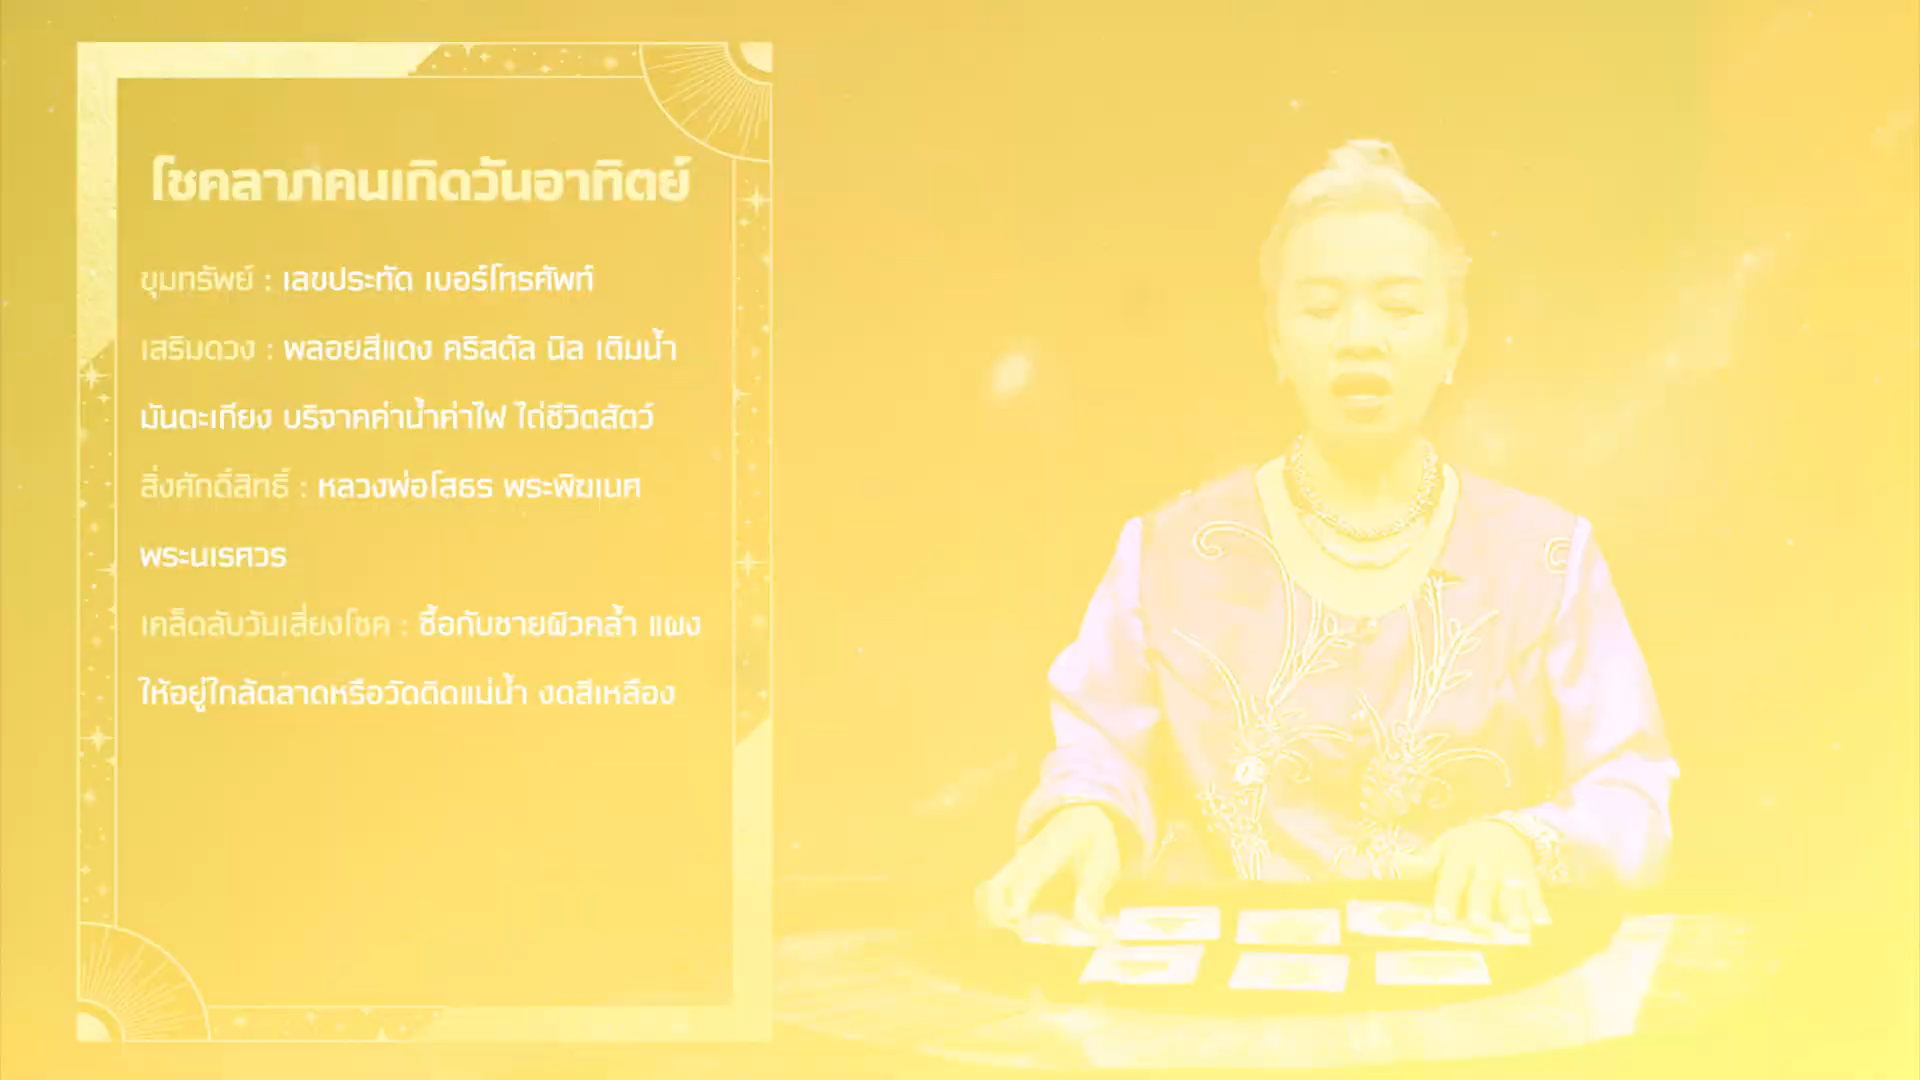 โชคลาภคนเกิดวันอาทิตย์
ขุมทรัพย์ : เลขประทัด เบอร์โทรศัพท์
เสริมดวง : พลอยสีแดง คริสตัล นิล เติมน้ำ
มันตะเกียง บริจาคค่าน้ำค่าไฟ ไถ่ชีวิตสัตว์
สิ่งศักดิ์สิทธิ์ : หลวงพ่อโสธร พระพิฆเนศ
พระนเรศวร
เคล็ดลับวันเสี่ยงโชค : ซื้อกับชายผิวคล้ำ แผง
ให้อยู่ใกล้ตลาดหรือวัดติดแม่น้ำ งดสีเหลือง